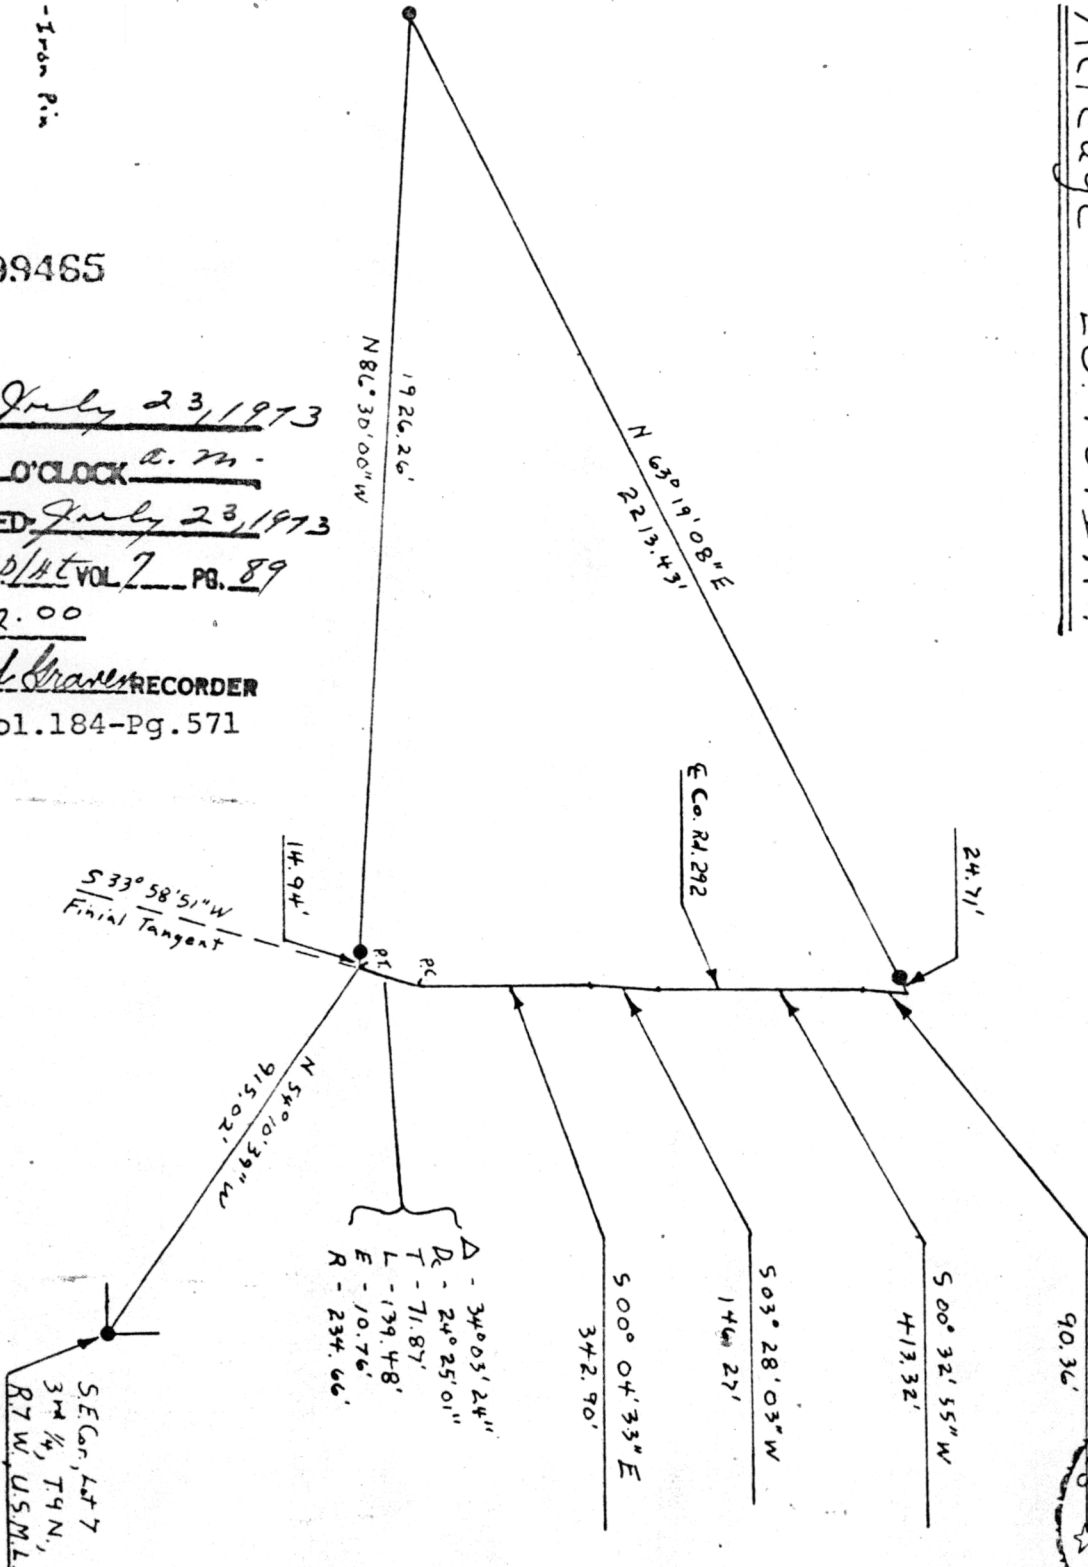 - Iron Pin
99465
July 23, 1973
O'CLOCK a. m.
ED July 23, 1973
VOL 7 PG. 89
2.00
RECORDER
ol.184-Pg.571
1926.26'
N 86° 30' 00" W
N 63° 19' 08" E
2213.43'
℄ Co. Rd. 292
24.71'
14.94'
S 33° 58' 51" W
Finial Tangent
P.T.
P.C.
N 54° 10' 39" W
915.02'
Δ - 34° 03' 24"
Dc - 24° 25' 01"
T - 71.87'
L - 139.48'
E - 10.76'
R - 234.66'
S 00° 04' 33" E
342.90'
S 03° 28' 03" W
146.27'
S 00° 32' 55" W
413.32'
90.36'
S.E. Cor., Lot 7
3rd 1/4, T.9 N.,
R.7 W., U.S.M.L.